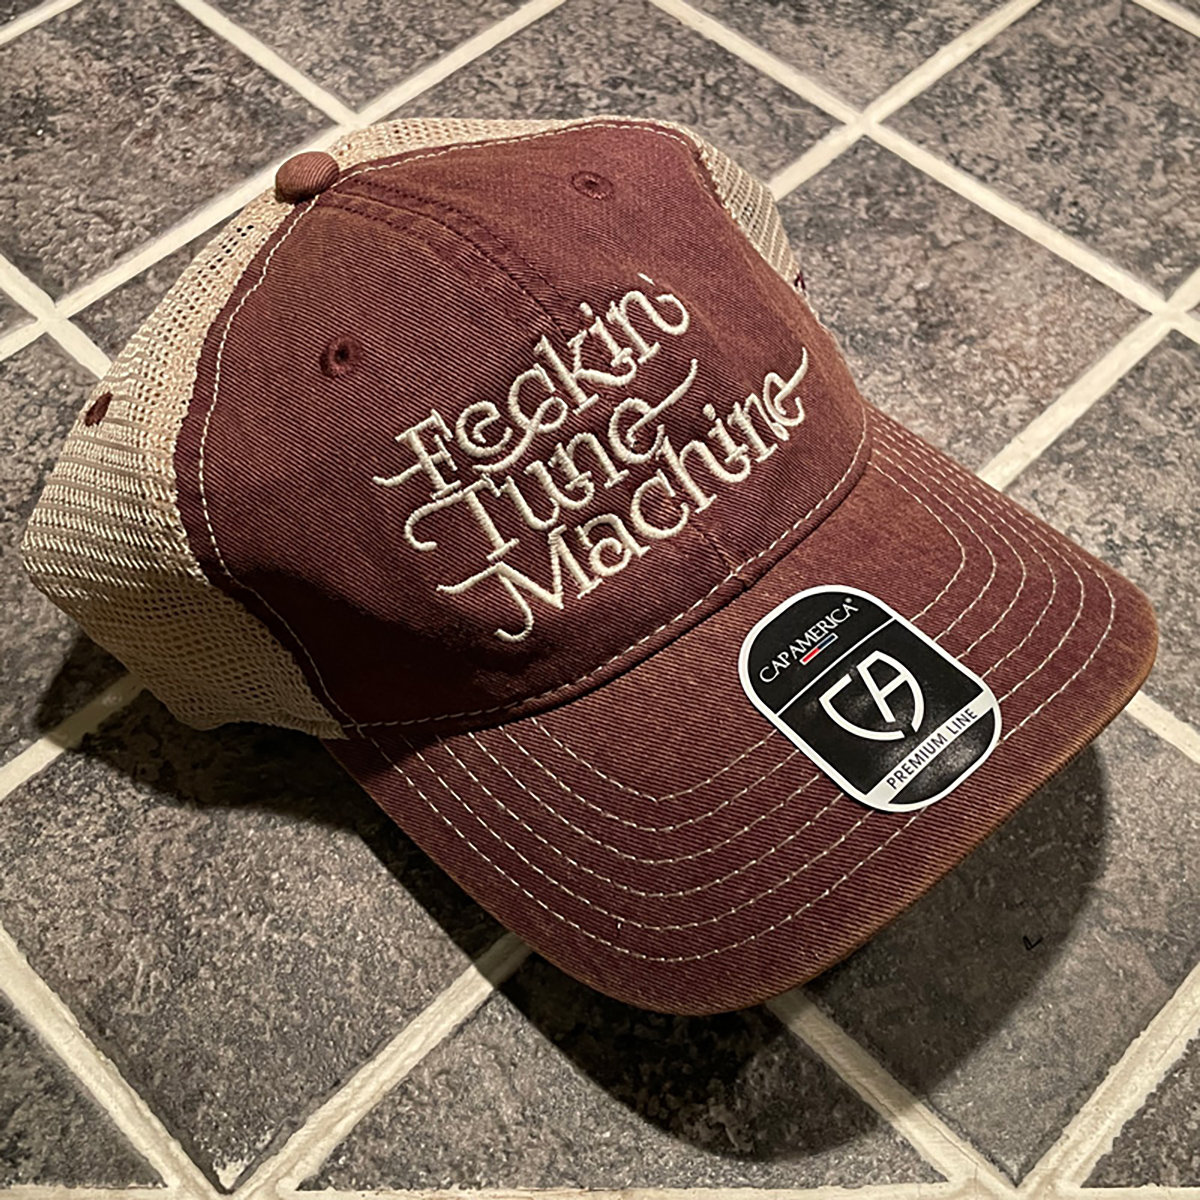 Feckin'
Tune
Machine
CAP AMERICA®
CA
PREMIUM LINE